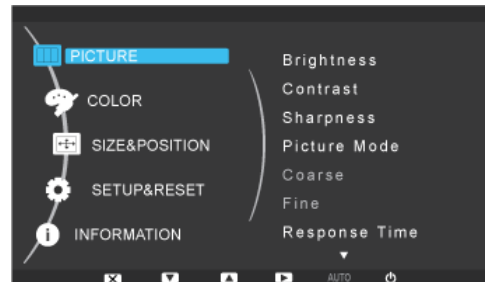 PICTURE
COLOR
SIZE&POSITION
SETUP&RESET
INFORMATION
Brightness
Contrast
Sharpness
Picture Mode
Coarse
Fine
Response Time
AUTO